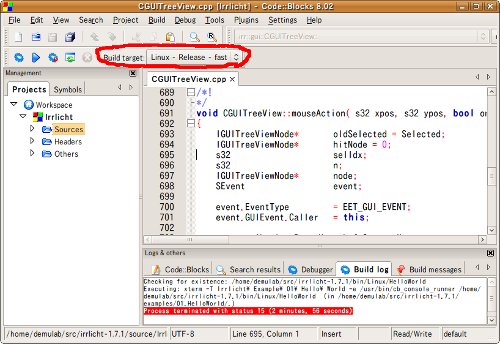 CGUITreeView.cpp [Irrlicht] - Code::Blocks 8.02
File Edit View Search Project Build Debug Tools Plugins Settings Help
irr::gui::CGUITreeView:
Build target Linux - Release - fast
Management
Projects Symbols
Workspace
Irrlicht
Sources
Headers
Others
CGUITreeView.cpp
689 /*!
690 */
691 void CGUITreeView::mouseAction( s32 xpos, s32 ypos, bool on
692 {
693 IGUITreeViewNode* oldSelected = Selected;
694 IGUITreeViewNode* hitNode = 0;
695 s32 selIdx;
696 s32 n;
697 IGUITreeViewNode* node;
698 SEvent event;
699
700 event.EventType = EET_GUI_EVENT;
701 event.GUIEvent.Caller = this;
Logs & others
Code::Blocks Search results Debugger Build log Build messages
Checking for existence: /home/demulab/src/irrlicht-1.7.1/bin/Linux/HelloWorld
Executing: xterm -T Irrlicht¥ Example¥ 01¥ Hello¥ World -e /usr/bin/cb_console_runner /home/
demulab/src/irrlicht-1.7.1/bin/Linux/HelloWorld (in /home/demulab/src/irrlicht-1.7.1/
examples/01.HelloWorld/.)
Process terminated with status 15 (2 minutes, 56 seconds)
/home/demulab/src/irrlicht-1.7.1/source/Irr UTF-8 Line 695, Column 1 Insert Read/Write default